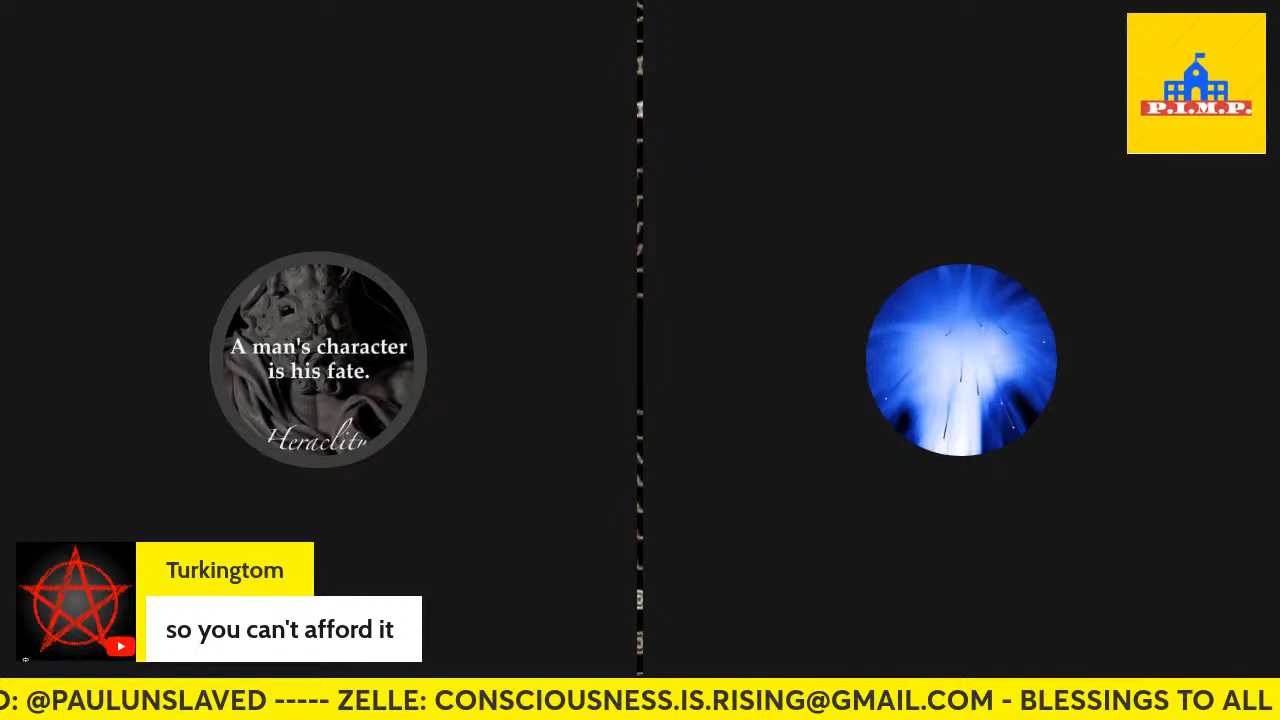 P.I.M.P.
A man's character
is his fate.
Turkingtom
so you can't afford it
O: @PAULUNSLAVED ----- ZELLE: CONSCIOUSNESS.IS.RISING@GMAIL.COM - BLESSINGS TO ALL